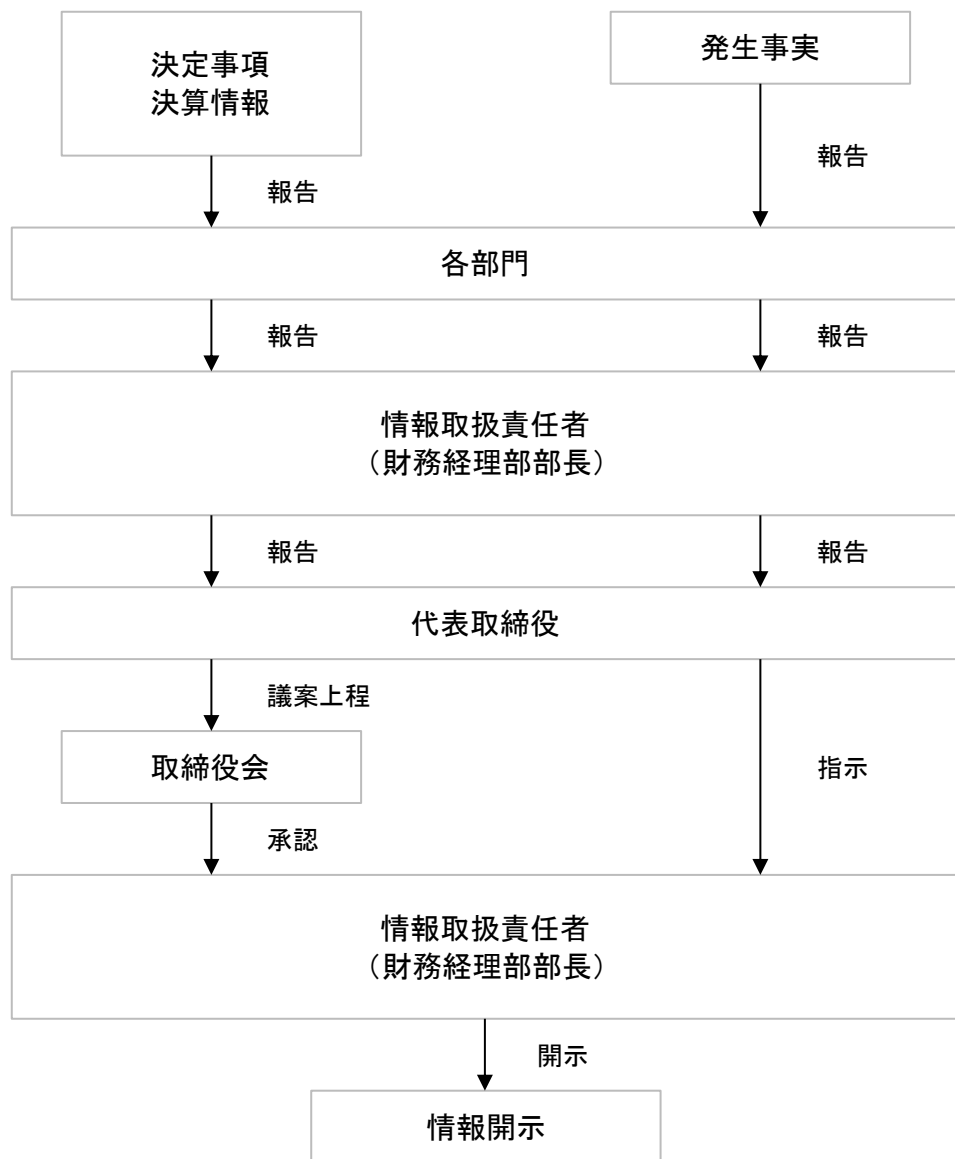 決定事項
決算情報
発生事実
報告
報告
各部門
報告
報告
情報取扱責任者
（財務経理部部長）
報告
報告
代表取締役
議案上程
取締役会
指示
承認
情報取扱責任者
（財務経理部部長）
開示
情報開示